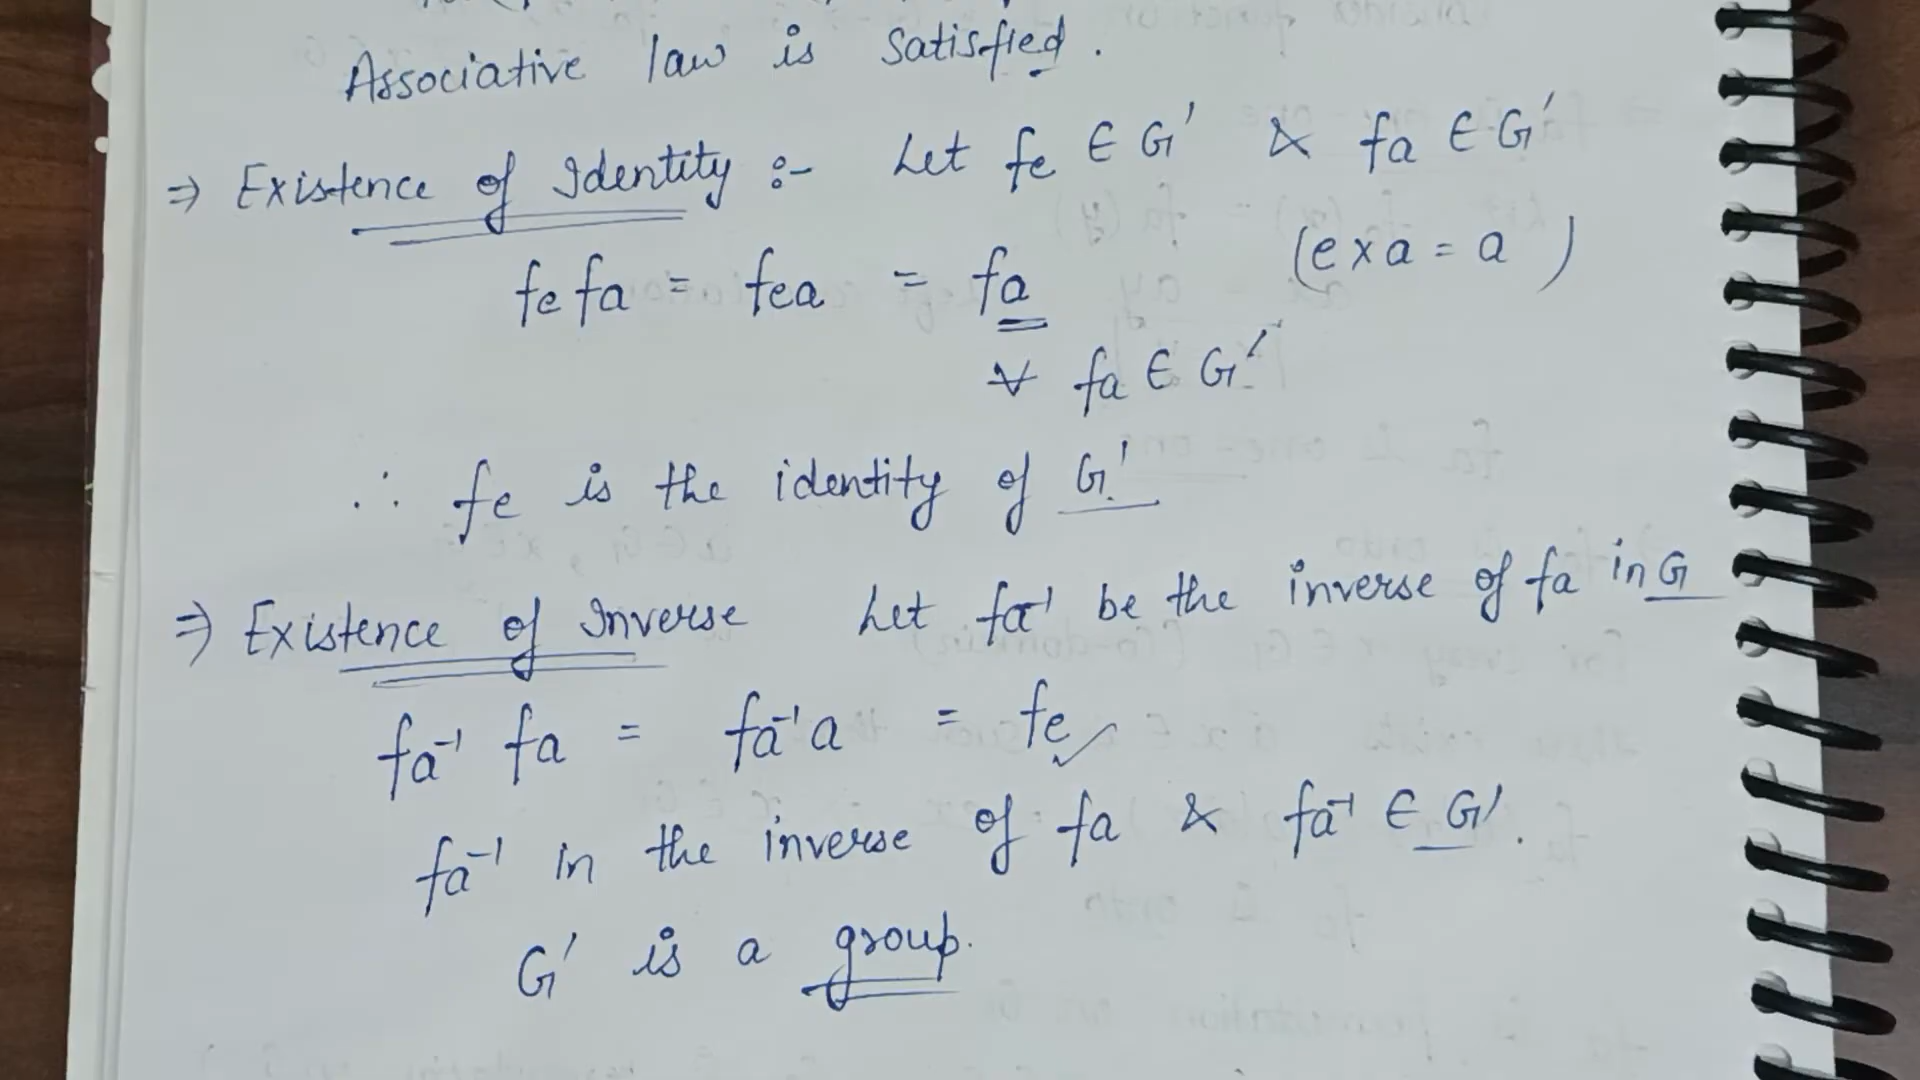 Associative law is satisfied.
⇒ Existence of Identity :- Let fe ∈ G' & fa ∈ G'
fe fa = fea = fa (e x a = a)
∀ fa ∈ G'
∴ fe is the identity of G'
⇒ Existence of Inverse Let fa⁻¹ be the inverse of fa in G
fa⁻¹ fa = fa⁻¹a = fe
fa⁻¹ in the inverse of fa & fa⁻¹ ∈ G'.
G' is a group.